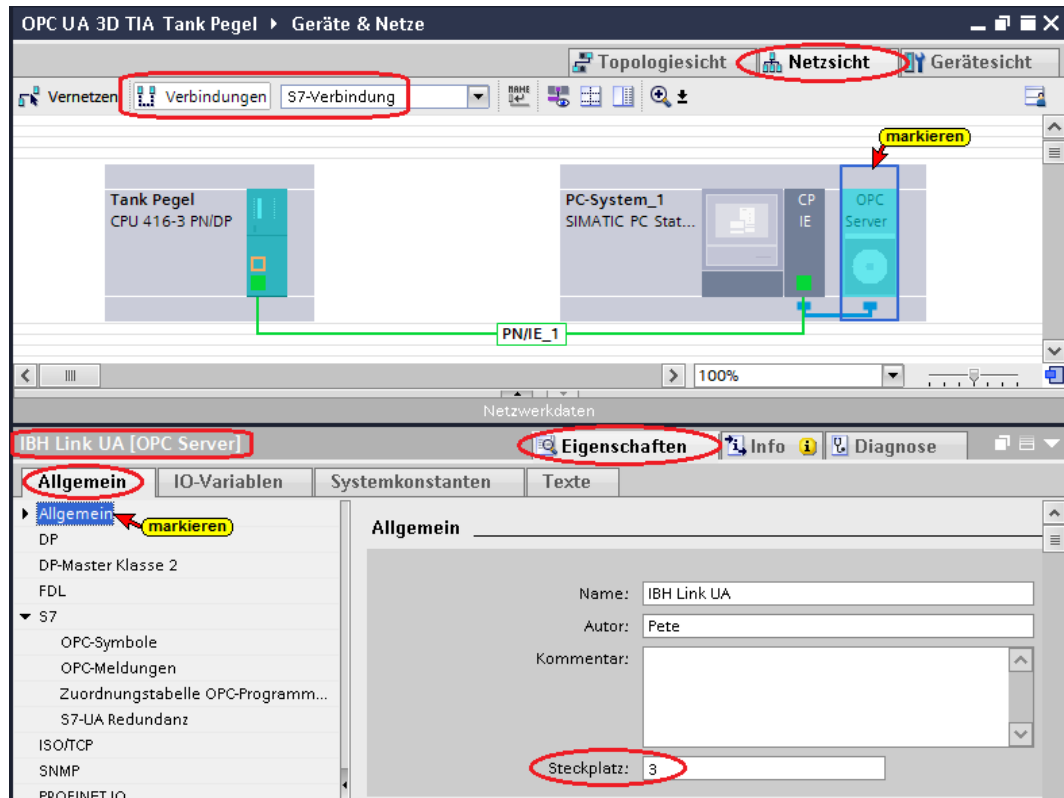 OPC UA 3D TIA Tank Pegel ▸ Geräte & Netze
Topologiesicht Netzsicht Gerätesicht
Vernetzen Verbindungen S7-Verbindung NAME
markieren
Tank Pegel
CPU 416-3 PN/DP
1
PC-System_1
SIMATIC PC Stat...
CP
IE
OPC
Server
PN/IE_1
100%
Netzwerkdaten
IBH Link UA [OPC Server] Eigenschaften Info Diagnose
Allgemein IO-Variablen Systemkonstanten Texte
Allgemein
markieren
DP
DP-Master Klasse 2
FDL
S7
OPC-Symbole
OPC-Meldungen
Zuordnungstabelle OPC-Programm...
S7-UA Redundanz
ISO/TCP
SNMP
PROFINET IO
Allgemein
Name: IBH Link UA
Autor: Pete
Kommentar:
Steckplatz: 3